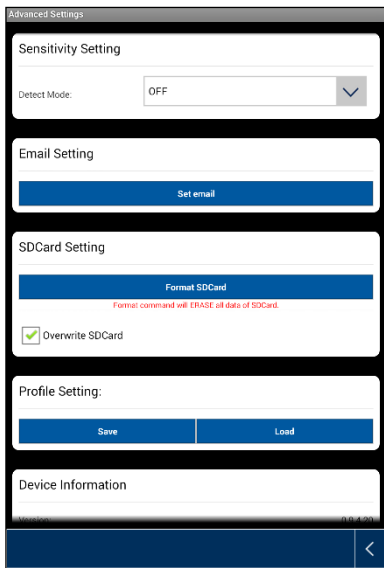 Advanced Settings
Sensitivity Setting
Detect Mode: OFF
Email Setting
Set email
SDCard Setting
Format SDCard
Format command will ERASE all data of SDCard.
Overwrite SDCard
Profile Setting:
Save Load
Device Information
Version: